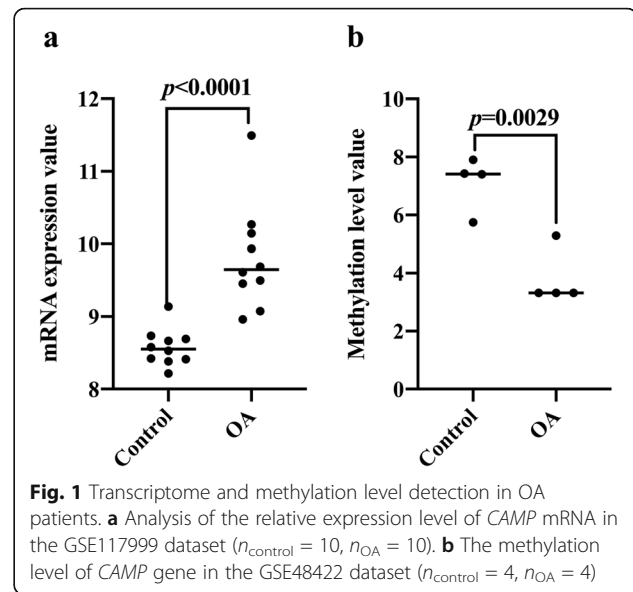 a
p<0.0001
mRNA expression value
12
11
10
9
8
Control
OA
b
p=0.0029
Methylation level value
10
8
6
4
2
0
Control
OA
Fig. 1 Transcriptome and methylation level detection in OA
patients. a Analysis of the relative expression level of CAMP mRNA in
the GSE117999 dataset (ncontrol = 10, nOA = 10). b The methylation
level of CAMP gene in the GSE48422 dataset (ncontrol = 4, nOA = 4)